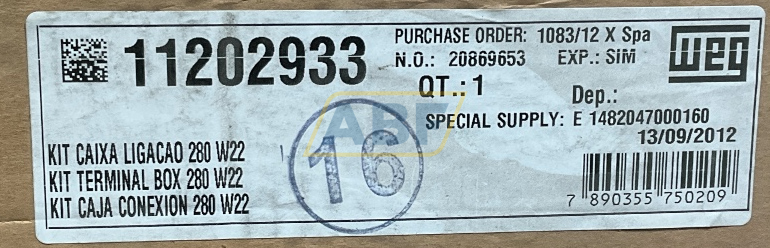 11202933
PURCHASE ORDER: 1083/12 X Spa
N.O.: 20869653 EXP.: SIM
QT.: 1 Dep.:
SPECIAL SUPPLY: E 1482047000160
13/09/2012
WEG
ABF
16
KIT CAIXA LIGACAO 280 W22
KIT TERMINAL BOX 280 W22
KIT CAJA CONEXION 280 W22
7 890355 750209